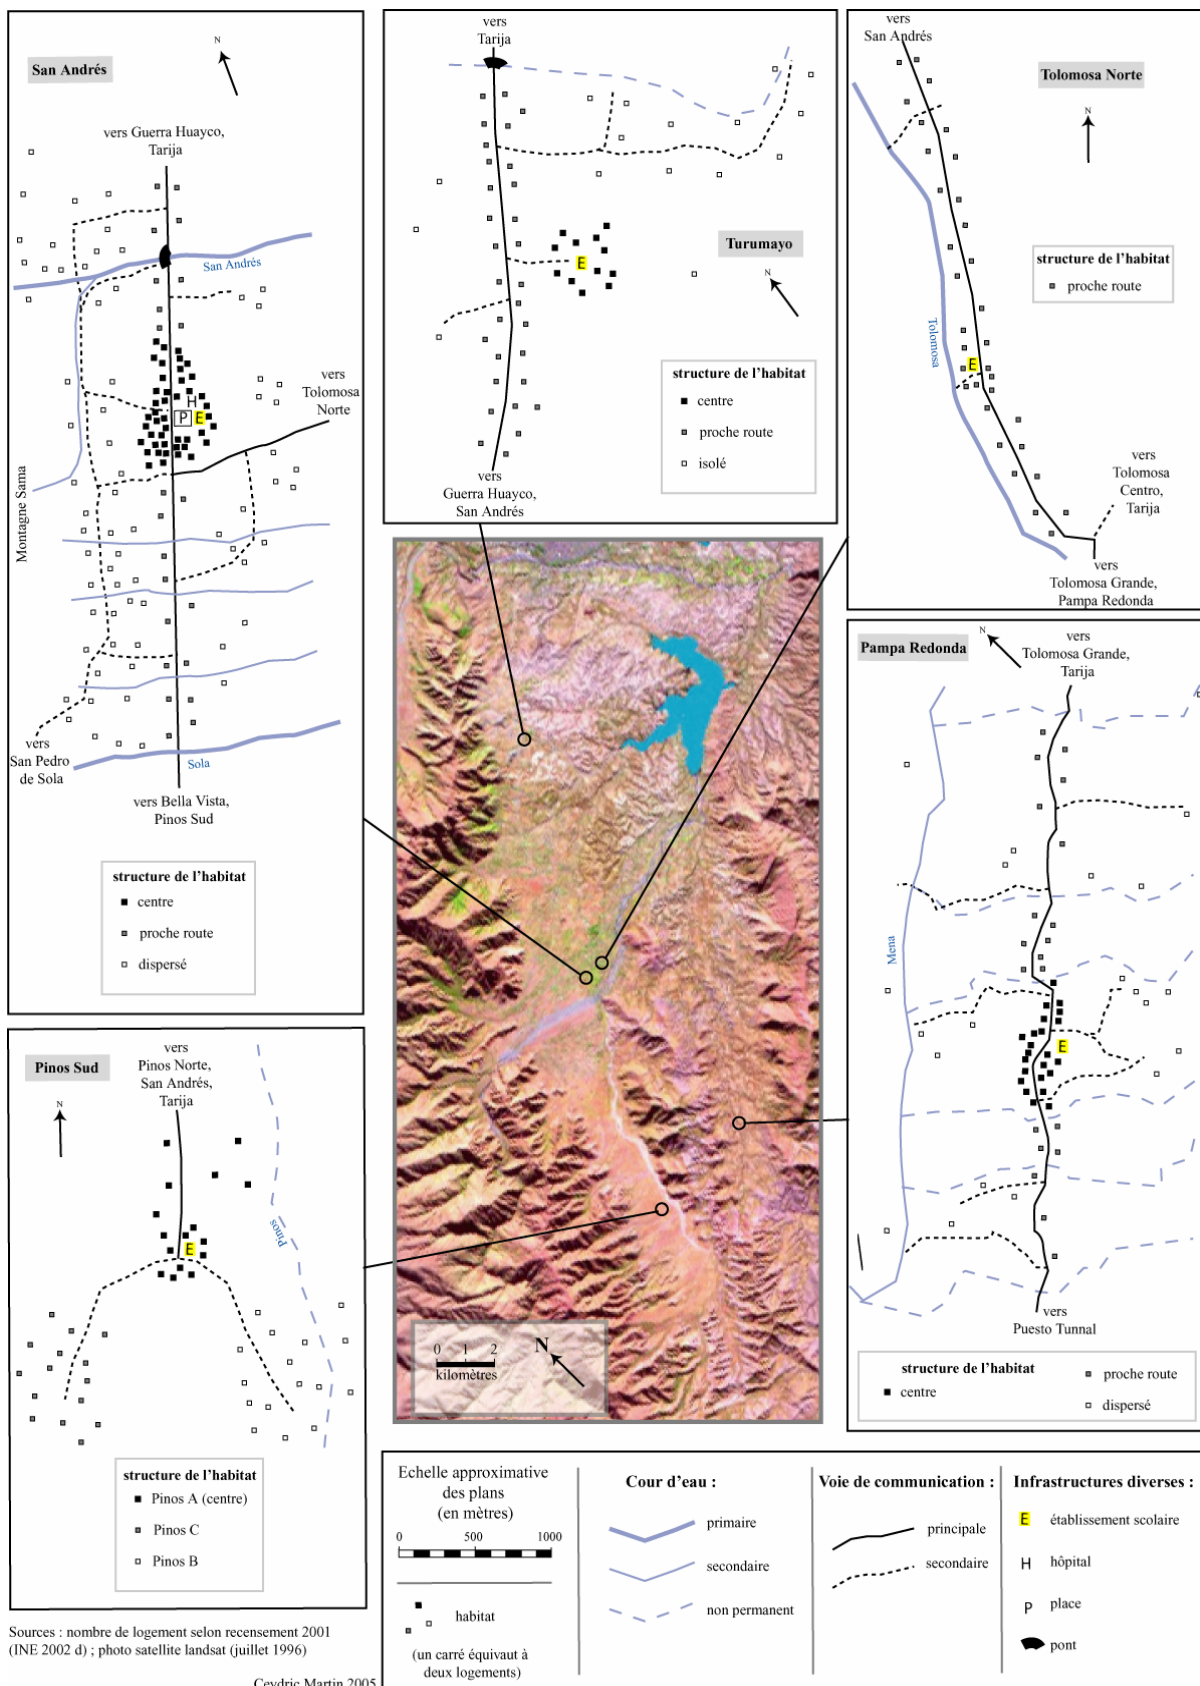 San Andrés
N
vers Guerra Huayco,
Tarija
San Andrés
vers
Tolomosa
Norte
H
P E
Montagne Sama
vers
San Pedro
de Sola
Sola
vers Bella Vista,
Pinos Sud
structure de l'habitat
centre
proche route
dispersé
vers
Tarija
Turumayo
N
E
structure de l'habitat
centre
proche route
isolé
vers
Guerra Huayco,
San Andrés
vers
San Andrés
Tolomosa Norte
N
structure de l'habitat
proche route
Tolomosa
E
vers
Tolomosa
Centro,
Tarija
vers
Tolomosa Grande,
Pampa Redonda
Pampa Redonda
N
vers
Tolomosa Grande,
Tarija
Mena
E
vers
Puesto Tunnal
structure de l'habitat
centre
proche route
dispersé
Pinos Sud
N
vers
Pinos Norte,
San Andrés,
Tarija
Pinos
E
structure de l'habitat
Pinos A (centre)
Pinos C
Pinos B
0 1 2
kilomètres
N
Echelle approximative
des plans
(en mètres)
0 500 1000
habitat
(un carré équivaut à
deux logements)
Cour d'eau :
primaire
secondaire
non permanent
Voie de communication :
principale
secondaire
Infrastructures diverses :
E établissement scolaire
H hôpital
P place
pont
Sources : nombre de logement selon recensement 2001
(INE 2002 d) ; photo satellite landsat (juillet 1996)
Ceydric Martin 2005